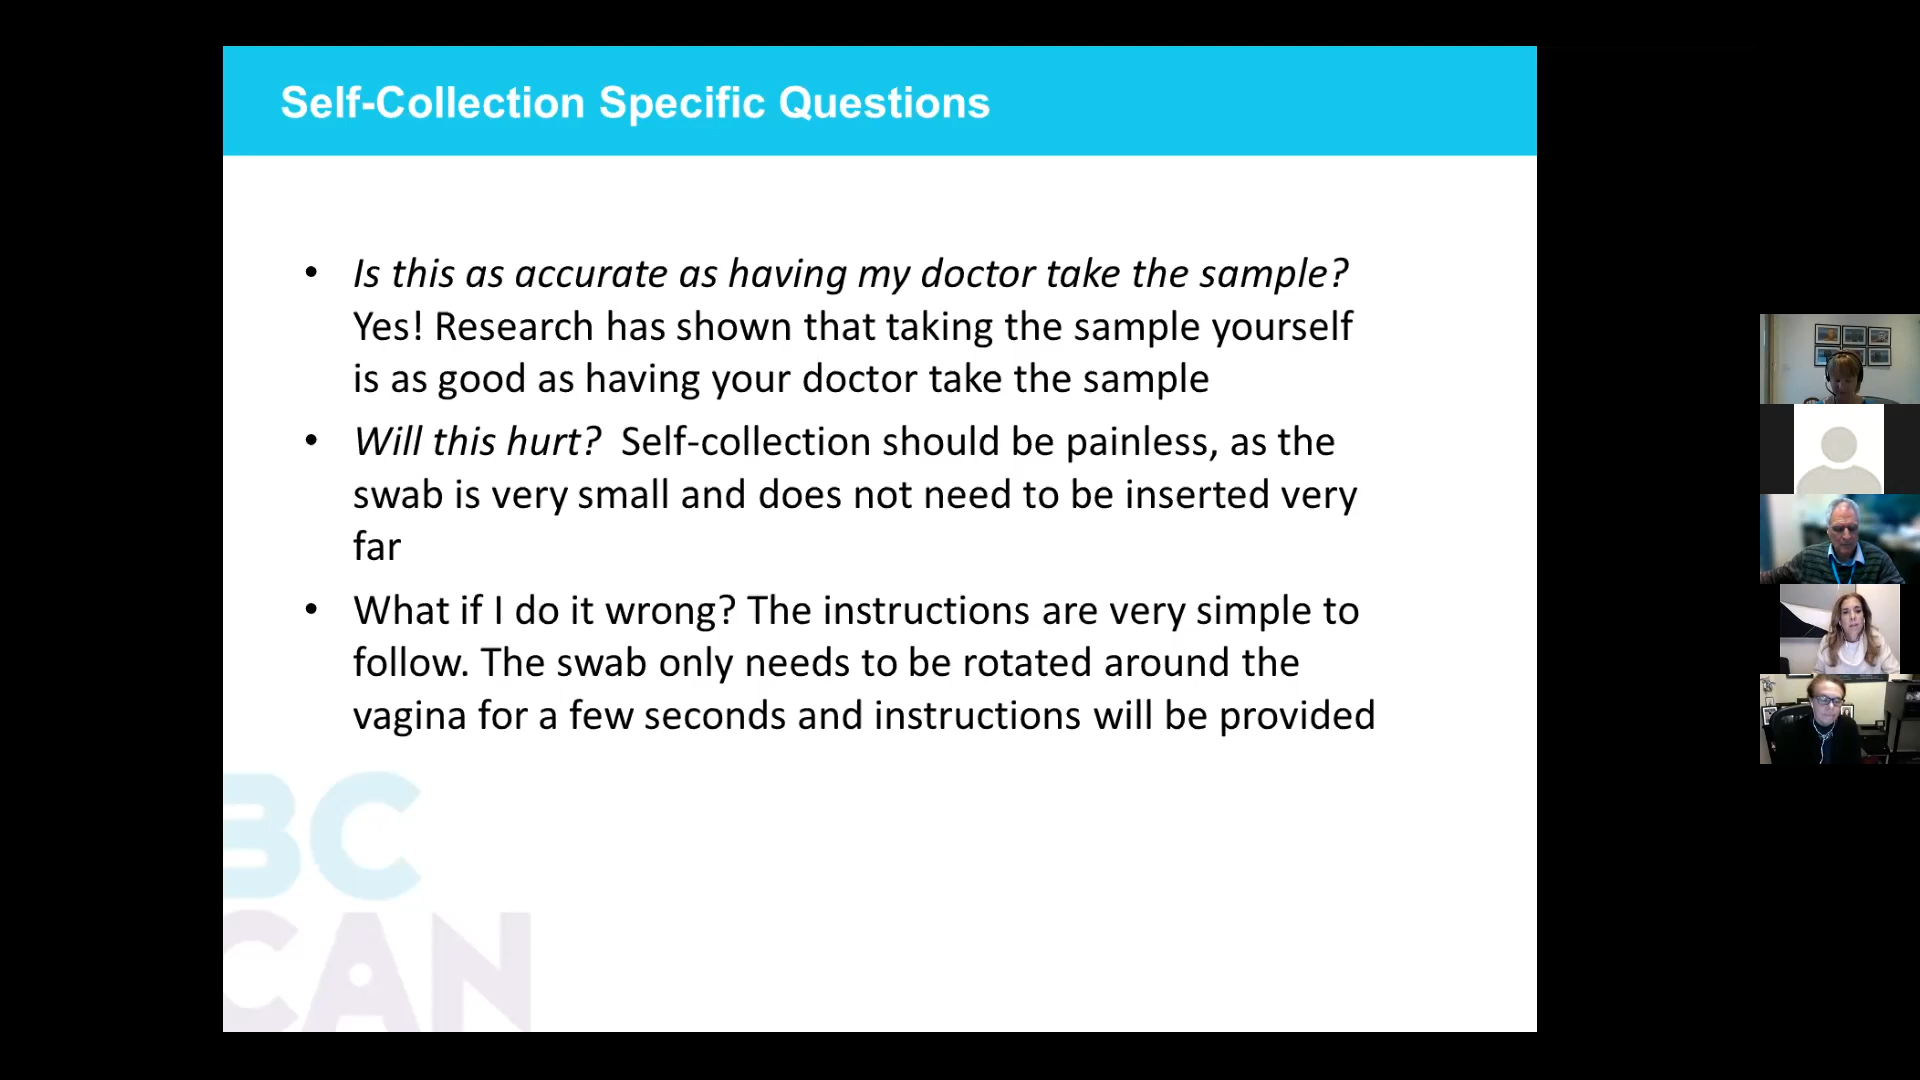 Self-Collection Specific Questions
• Is this as accurate as having my doctor take the sample?
Yes! Research has shown that taking the sample yourself
is as good as having your doctor take the sample
• Will this hurt?  Self-collection should be painless, as the
swab is very small and does not need to be inserted very
far
• What if I do it wrong? The instructions are very simple to
follow. The swab only needs to be rotated around the
vagina for a few seconds and instructions will be provided
BC
CAN